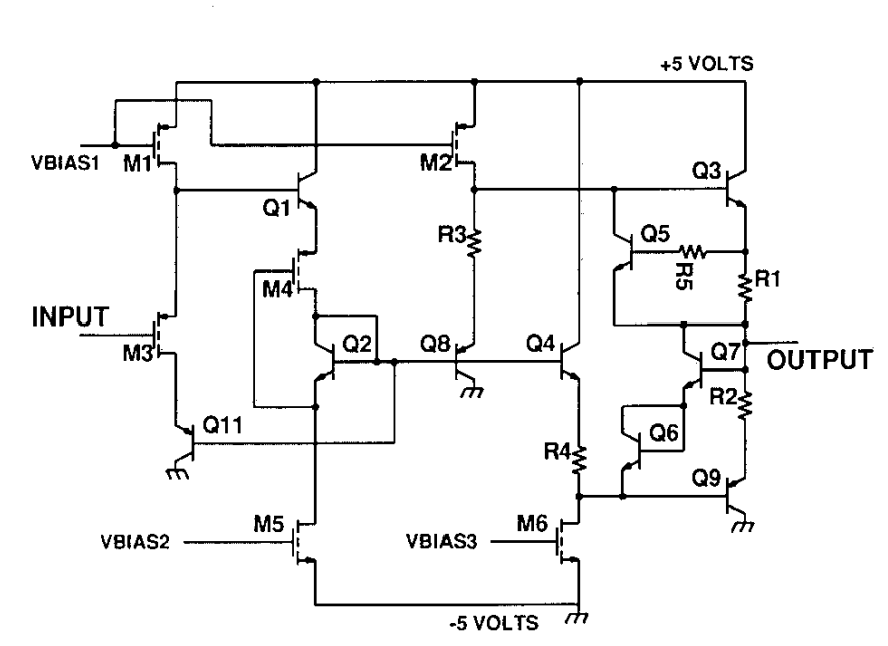 +5 VOLTS
VBIAS1
M1
M2
Q3
Q1
R3
Q5
R5
R1
M4
INPUT
M3
Q2
Q8
Q4
Q7
OUTPUT
R2
Q11
Q6
R4
Q9
M5
M6
VBIAS2
VBIAS3
-5 VOLTS